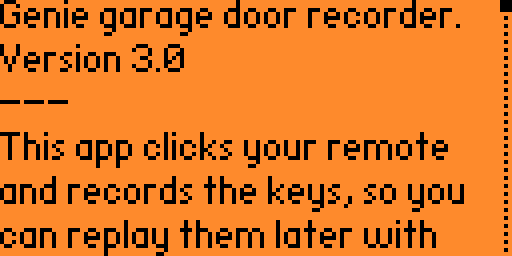 Genie garage door recorder.
Version 3.0
---
This app clicks your remote
and records the keys, so you
can replay them later with